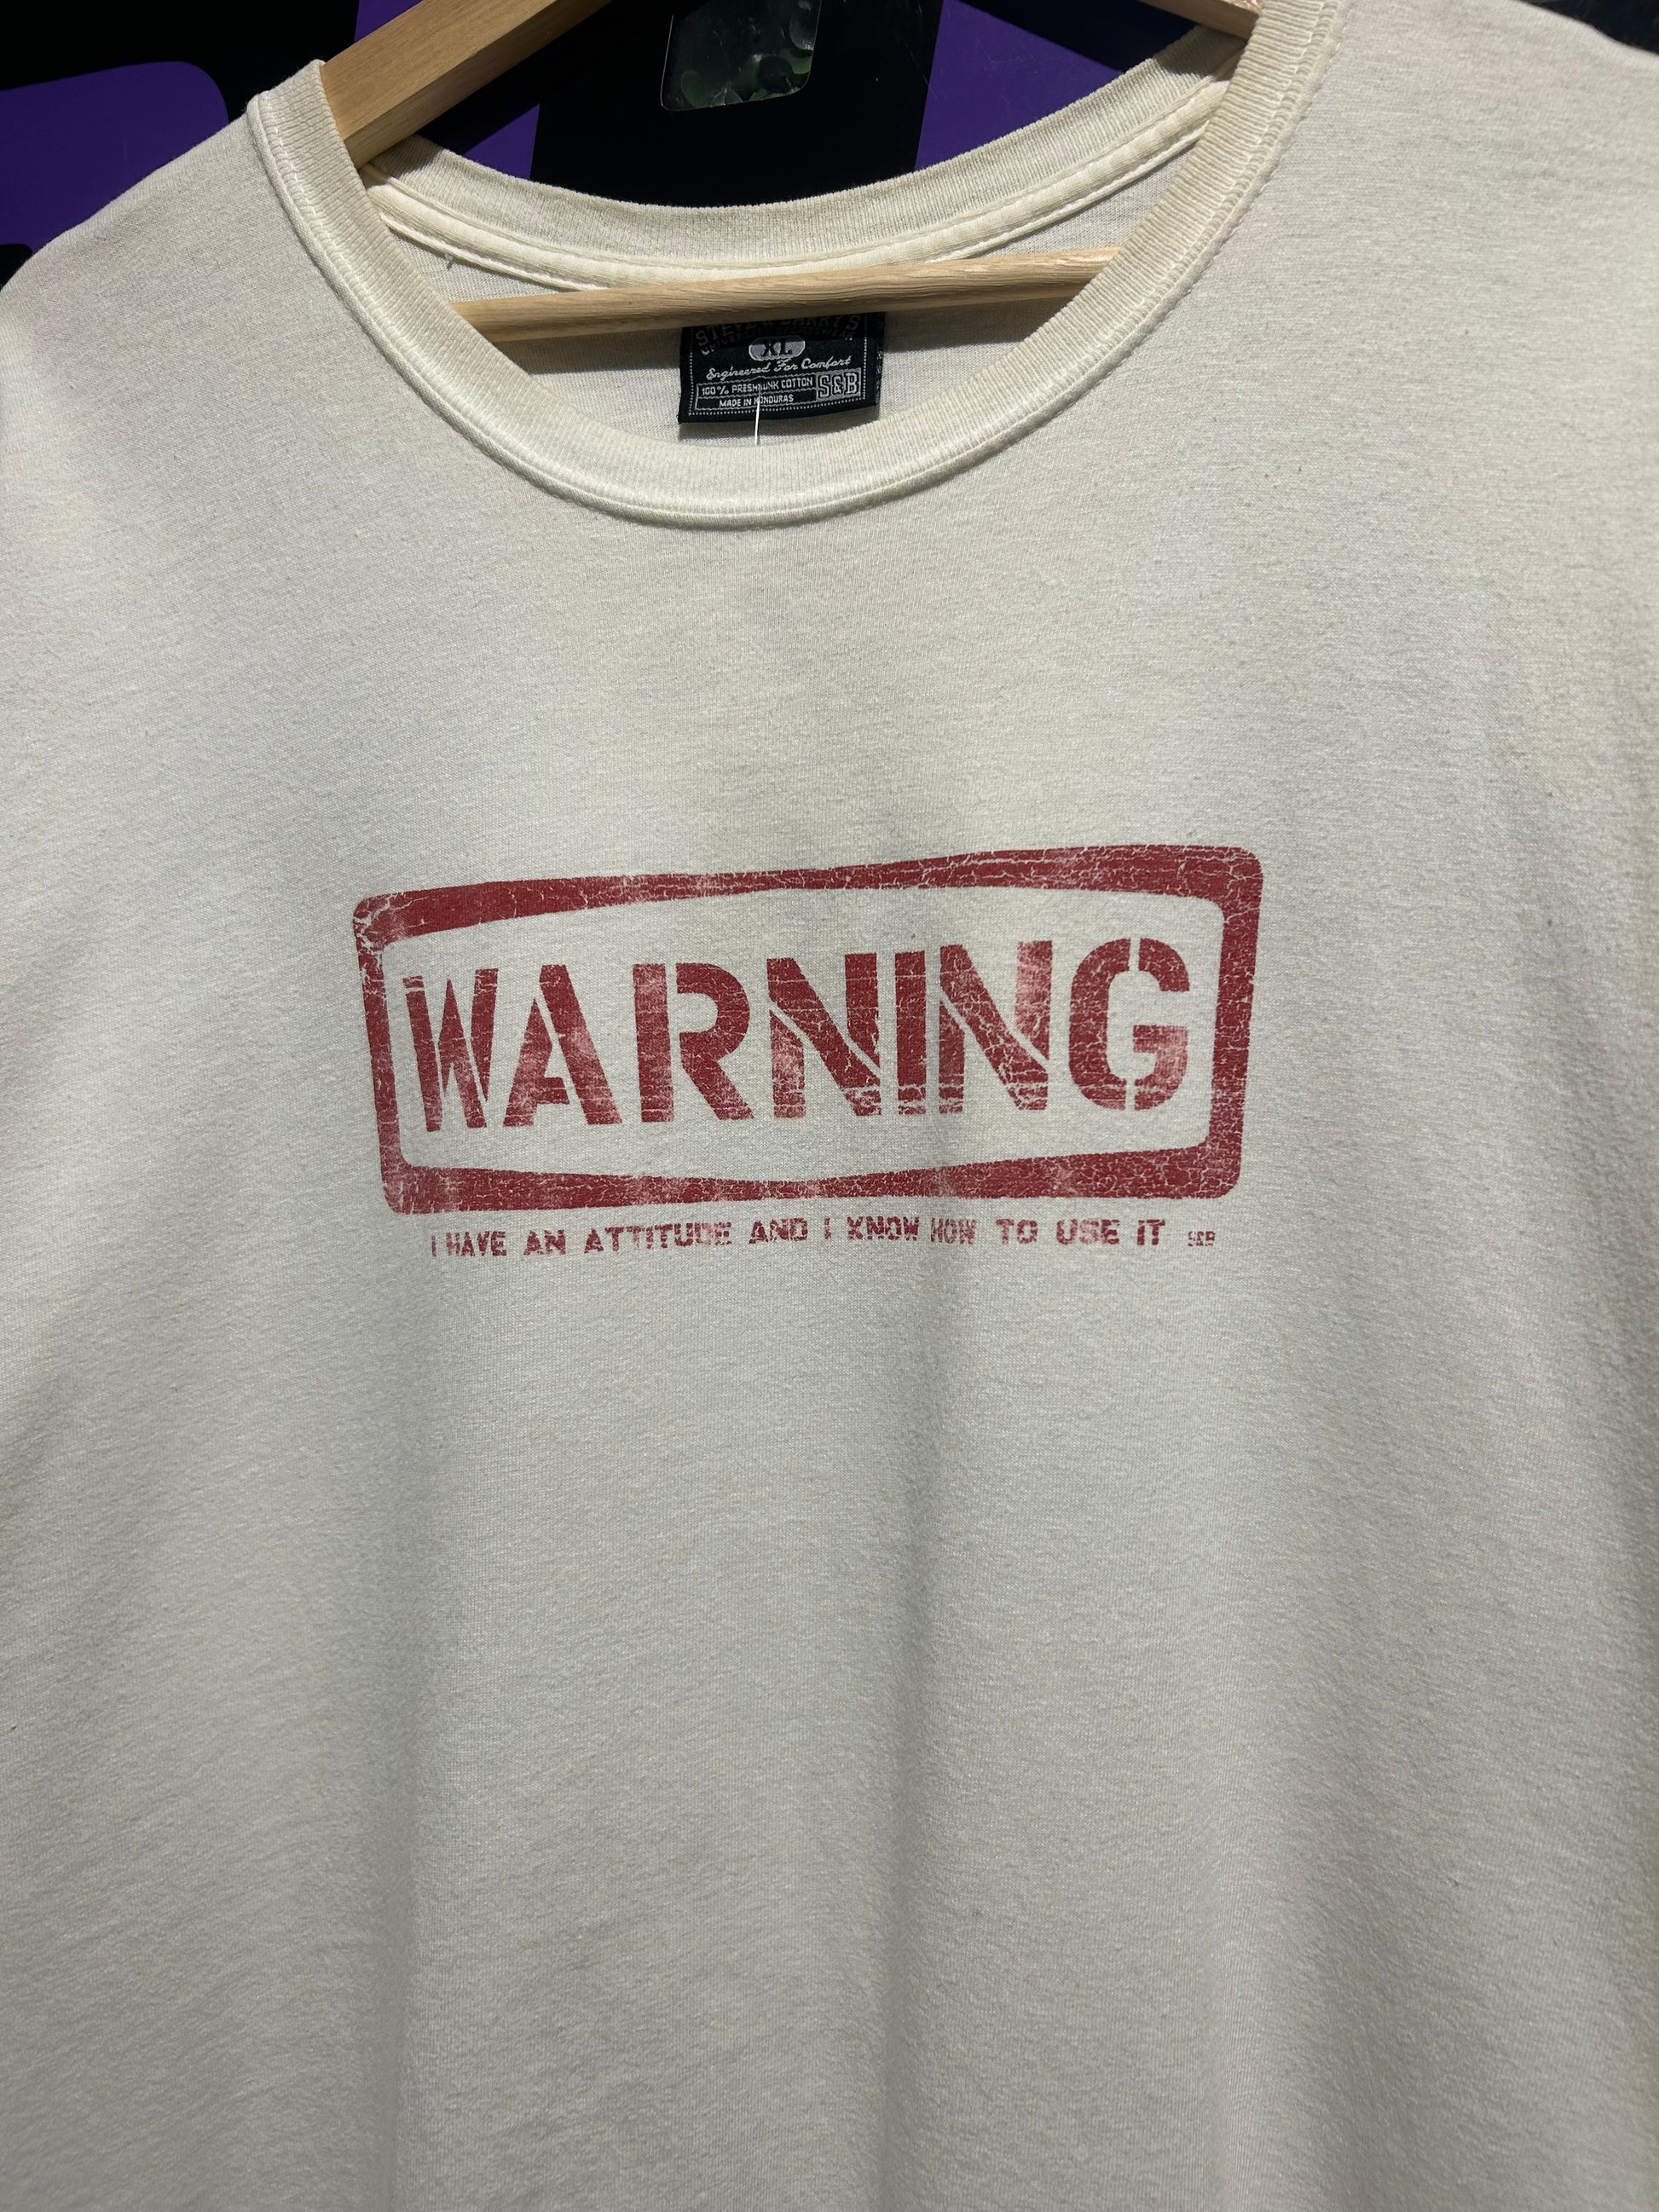 XL
Engineered For Comfort
100% PRESHRUNK COTTON
S&B
MADE IN HONDURAS
WARNING
I HAVE AN ATTITUDE AND I KNOW HOW TO USE IT S&B